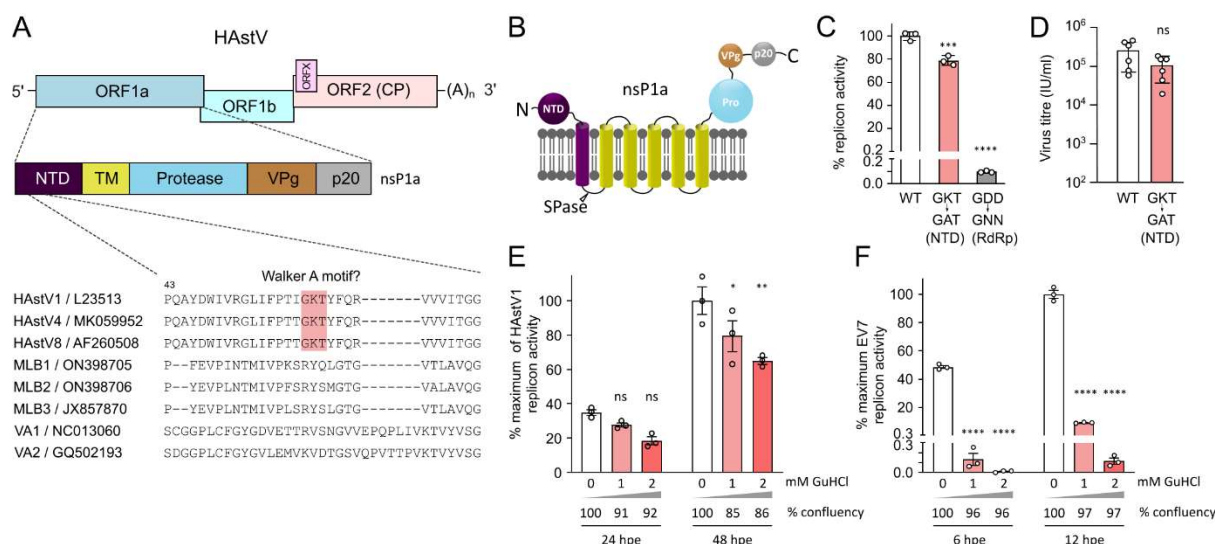 A
HAstV
5'
ORF1a
ORF1b
ORFX
ORF2 (CP)
(A)n 3'
NTD TM Protease VPg p20 nsP1a
Walker A motif?
43
HAstV1 / L23513 PQAYDWIVRGLIFPTIGKTYFQR------VVVITGG
HAstV4 / MK059952 PQAYDWIVRGLIFPTTGKTYFQR------VVVITGG
HAstV8 / AF260508 PQAYDWIVRGLIFPTTGKTYFQR------VVVITGG
MLB1 / ON398705 P--FEVPINTMIVPKSRYQLGTG------VTLVQGG
MLB2 / ON398706 P--YEVPLNTMIVPLSRYSMGTG------VALAVQG
MLB3 / JX857870 P--YEVPLNTMIVPLSRYSLGTG------VTLAVQG
VA1 / NC013060 SCGGPLCFGYGDVETTRVSNGVVEPQPLIVKTVYVSG
VA2 / GQ502193 SDGGPLCFGYGVLEMVKVDTGSVQPVTTPVKTVYVSG
B
nsP1a
N
NTD
SPase
Pro
VPg
p20
C
C
% replicon activity
100
80
60
40
20
0.2
0.1
0.0
***
****
WT GKT GDD
GAT GNN
(NTD) (RdRp)
D
Virus titre (IU/ml)
10^6
10^5
10^4
10^3
10^2
ns
WT GKT
GAT
(NTD)
E
% maximum of HAstV1
replicon activity
100
80
60
40
20
0
ns ns * **
0 1 2 0 1 2 mM GuHCl
100 91 92 100 85 86 % confluency
24 hpe 48 hpe
F
% maximum EV7
replicon activity
100
80
60
40
20
0.3
0.2
0.1
0.0
**** **** **** ****
0 1 2 0 1 2 mM GuHCl
100 96 96 100 97 97 % confluency
6 hpe 12 hpe